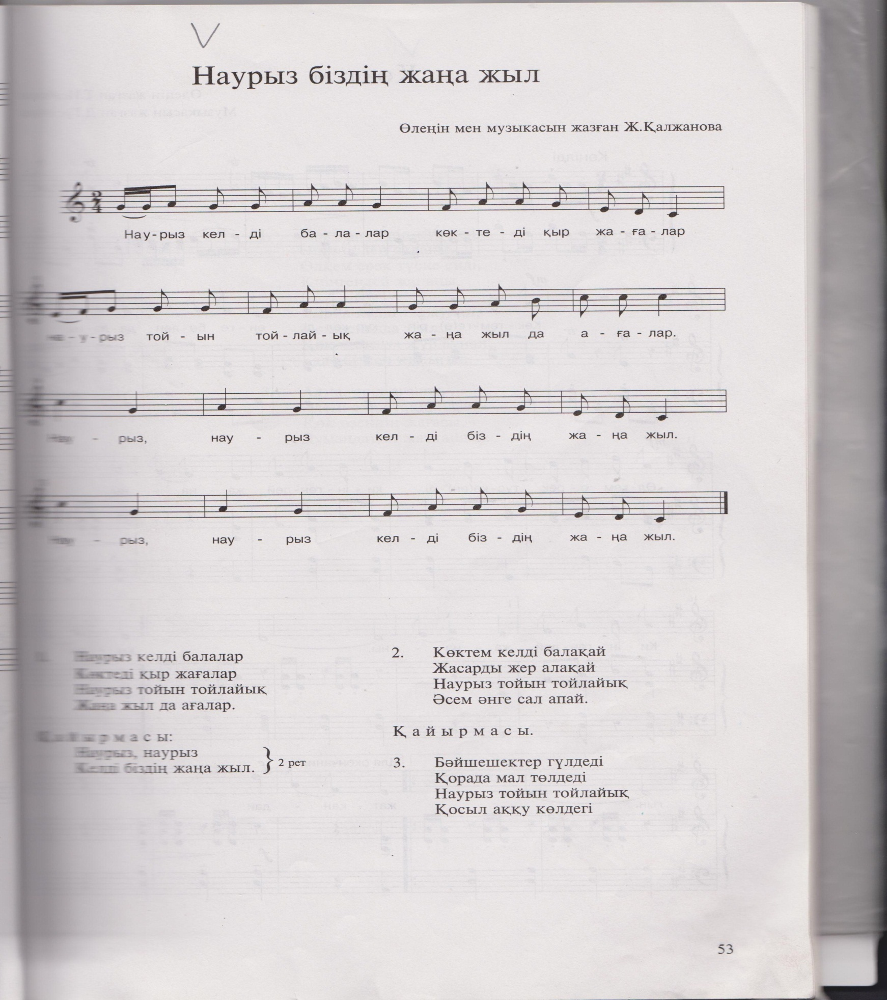 Наурыз біздің жаңа жыл
Өлеңін мен музыкасын жазған Ж.Қалжанова
2
4
Нау-рыз кел - ді ба - ла - лар көк - те - ді қыр жа - ға - лар
на - у - рыз той - ын той - лай - ық жа - ңа жыл да а - ға - лар.
Нау - рыз, нау - рыз кел - ді біз - дің жа - ңа жыл.
Нау - рыз, нау - рыз кел - ді біз - дің жа - ңа жыл.
Наурыз келді балалар
Көктеді қыр жағалар
Наурыз тойын тойлайық
Жаңа жыл да ағалар.
Қ а й ы р м а с ы:
Наурыз, наурыз
Келді біздің жаңа жыл. } 2 рет
2. Көктем келді балақай
Жасарды жер алақай
Наурыз тойын тойлайық
Әсем әнге сал апай.
Қ а й ы р м а с ы.
3. Бәйшешектер гүлдеді
Қорада мал төлдеді
Наурыз тойын тойлайық
Қосыл аққу көлдегі
53